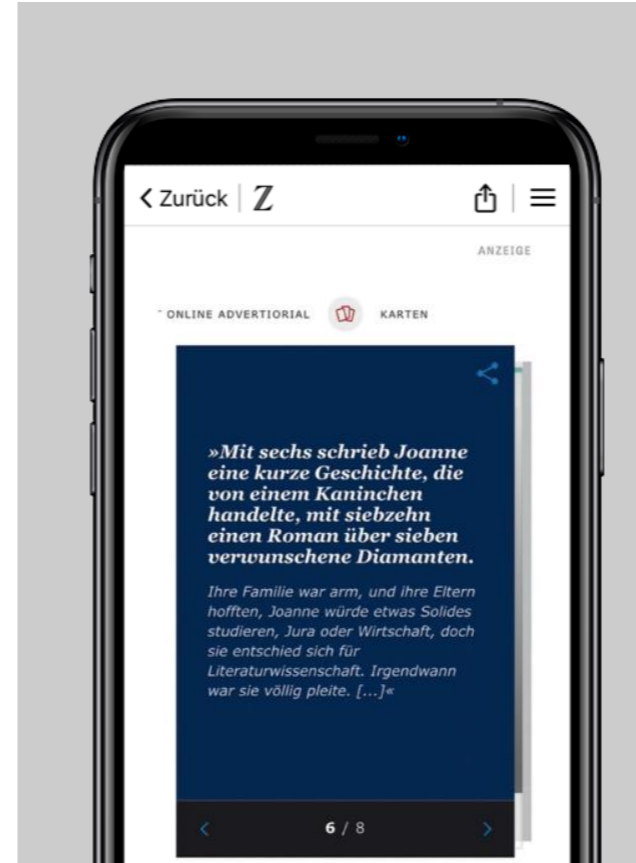 Zurück Z
ANZEIGE
ONLINE ADVERTIORIAL KARTEN
»Mit sechs schrieb Joanne
eine kurze Geschichte, die
von einem Kaninchen
handelte, mit siebzehn
einen Roman über sieben
verwunschene Diamanten.
Ihre Familie war arm, und ihre Eltern
hofften, Joanne würde etwas Solides
studieren, Jura oder Wirtschaft, doch
sie entschied sich für
Literaturwissenschaft. Irgendwann
war sie völlig pleite. [...]«
6 / 8